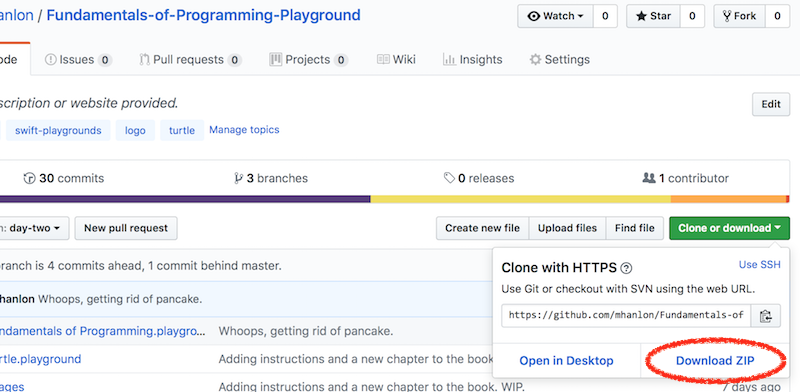 anlon / Fundamentals-of-Programming-Playground
Watch 0 Star 0 Fork 0
ode Issues 0 Pull requests 0 Projects 0 Wiki Insights Settings
scription or website provided. Edit
swift-playgrounds logo turtle Manage topics
30 commits 3 branches 0 releases 1 contributor
h: day-two New pull request Create new file Upload files Find file Clone or download
ranch is 4 commits ahead, 1 commit behind master.
Clone with HTTPS Use SSH
Use Git or checkout with SVN using the web URL.
https://github.com/mhanlon/Fundamentals-of
Open in Desktop Download ZIP
hanlon Whoops, getting rid of pancake.
ndamentals of Programming.playgro... Whoops, getting rid of pancake.
rtle.playground Adding instructions and a new chapter to the book.
ages Adding instructions and a new chapter to the book. WIP. 7 days ago